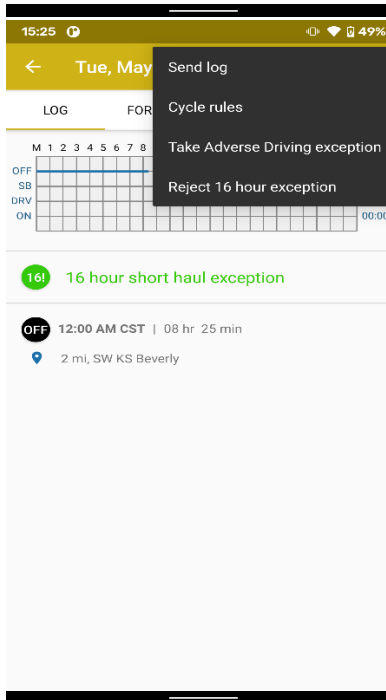 15:25 49%
Tue, May
Send log
Cycle rules
Take Adverse Driving exception
Reject 16 hour exception
LOG FOR
M 1 2 3 4 5 6 7 8
OFF
SB
DRV
ON 00:00
16! 16 hour short haul exception
OFF 12:00 AM CST | 08 hr 25 min
2 mi, SW KS Beverly